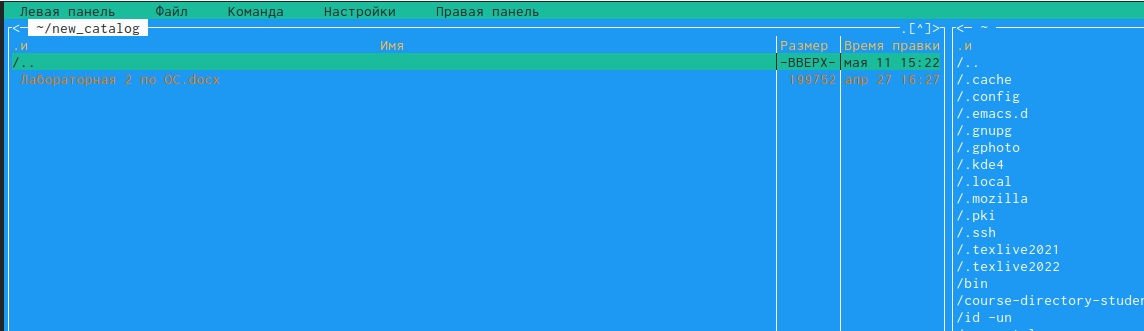 Левая панель Файл Команда Настройки Правая панель
<─ ~/new_catalog .[^]>
.и Имя Размер Время правки
/.. -ВВЕРХ- мая 11 15:22
Лабораторная 2 по ОС.docx 199752 апр 27 16:27
<─ ~
.и
/..
/.cache
/.config
/.emacs.d
/.gnupg
/.gphoto
/.kde4
/.local
/.mozilla
/.pki
/.ssh
/.texlive2021
/.texlive2022
/bin
/course-directory-studen
/id -un